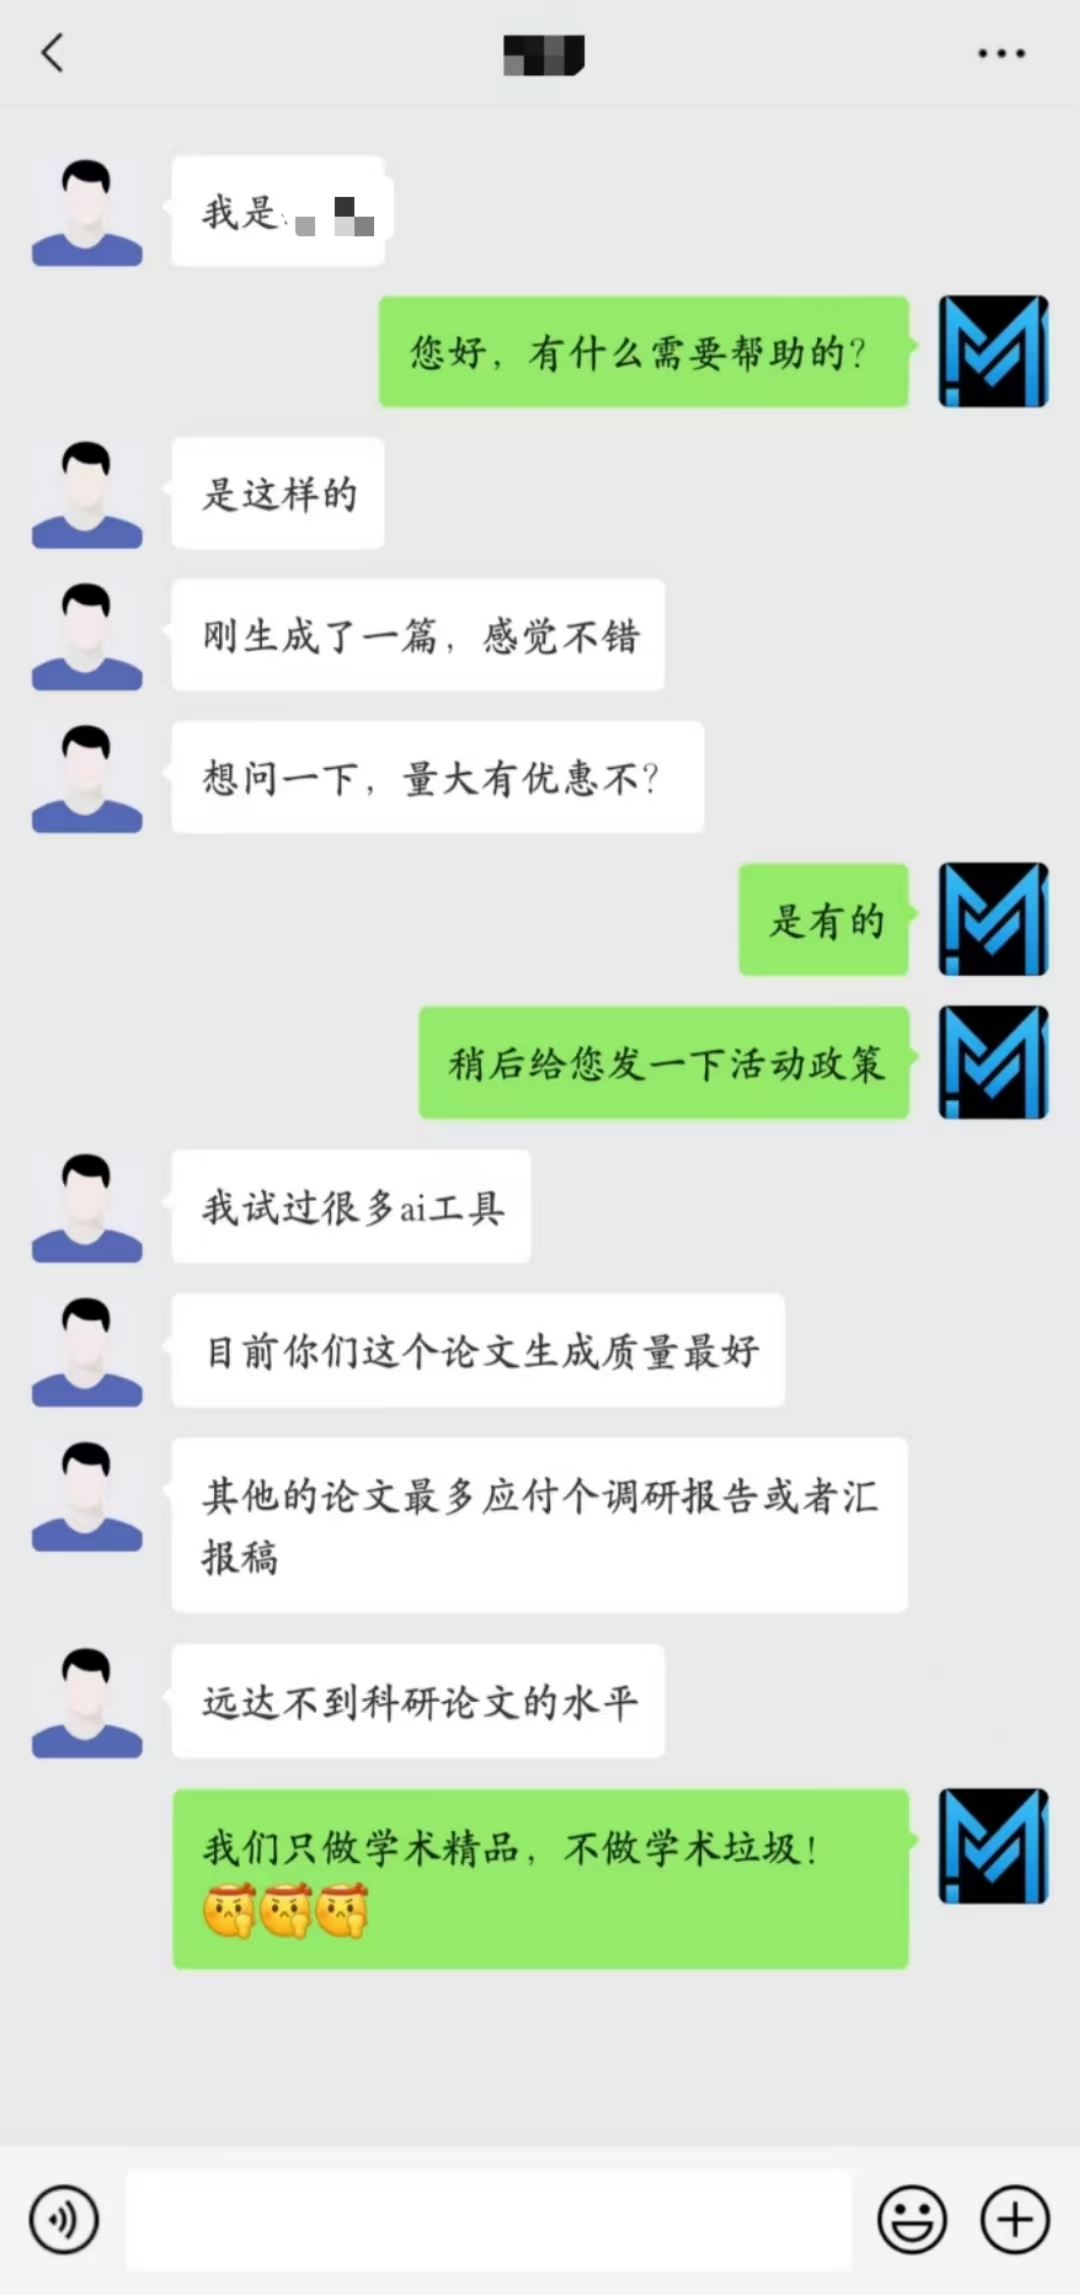 我是
您好，有什么需要帮助的？
是这样的
刚生成了一篇，感觉不错
想问一下，量大有优惠不？
是有的
稍后给您发一下活动政策
我试过很多ai工具
目前你们这个论文生成质量最好
其他的论文最多应付个调研报告或者汇
报稿
远达不到科研论文的水平
我们只做学术精品，不做学术垃圾！